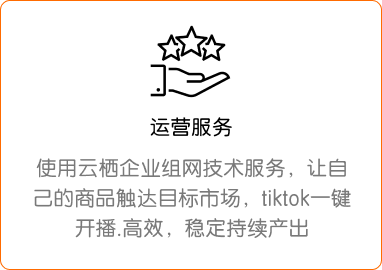 运营服务
使用云栖企业组网技术服务，让自
己的商品触达目标市场，tiktok一键
开播.高效，稳定持续产出